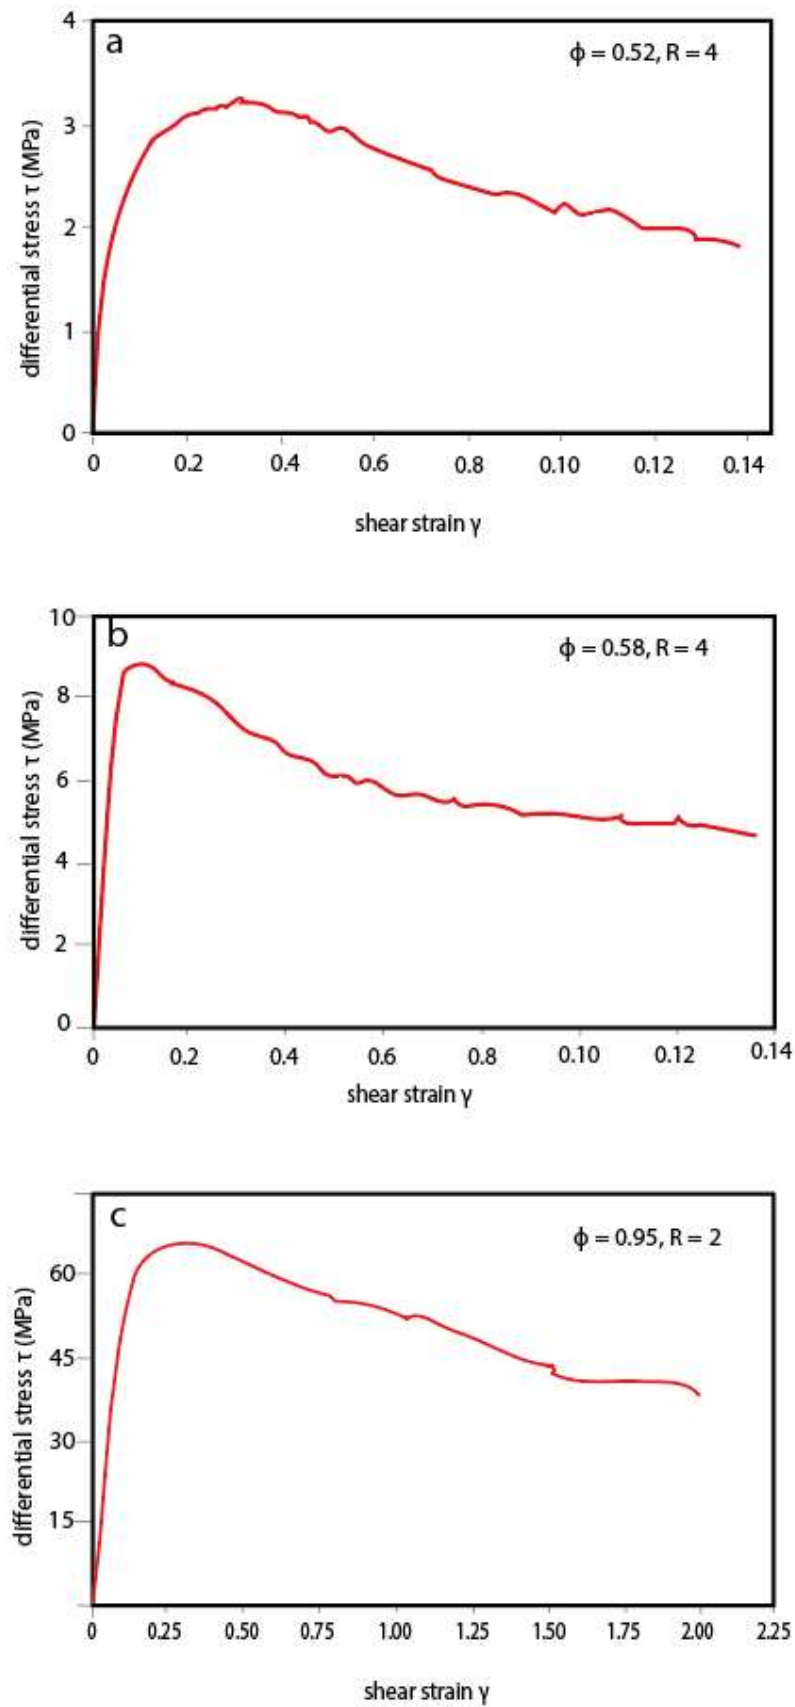 4
a
ϕ = 0.52, R = 4
3
2
1
0
differential stress τ (MPa)
0 0.2 0.4 0.6 0.8 0.10 0.12 0.14
shear strain γ
10
b
ϕ = 0.58, R = 4
8
6
4
2
0
differential stress τ (MPa)
0 0.2 0.4 0.6 0.8 0.10 0.12 0.14
shear strain γ
c
ϕ = 0.95, R = 2
60
45
30
15
differential stress τ (MPa)
0 0.25 0.50 0.75 1.00 1.25 1.50 1.75 2.00 2.25
shear strain γ